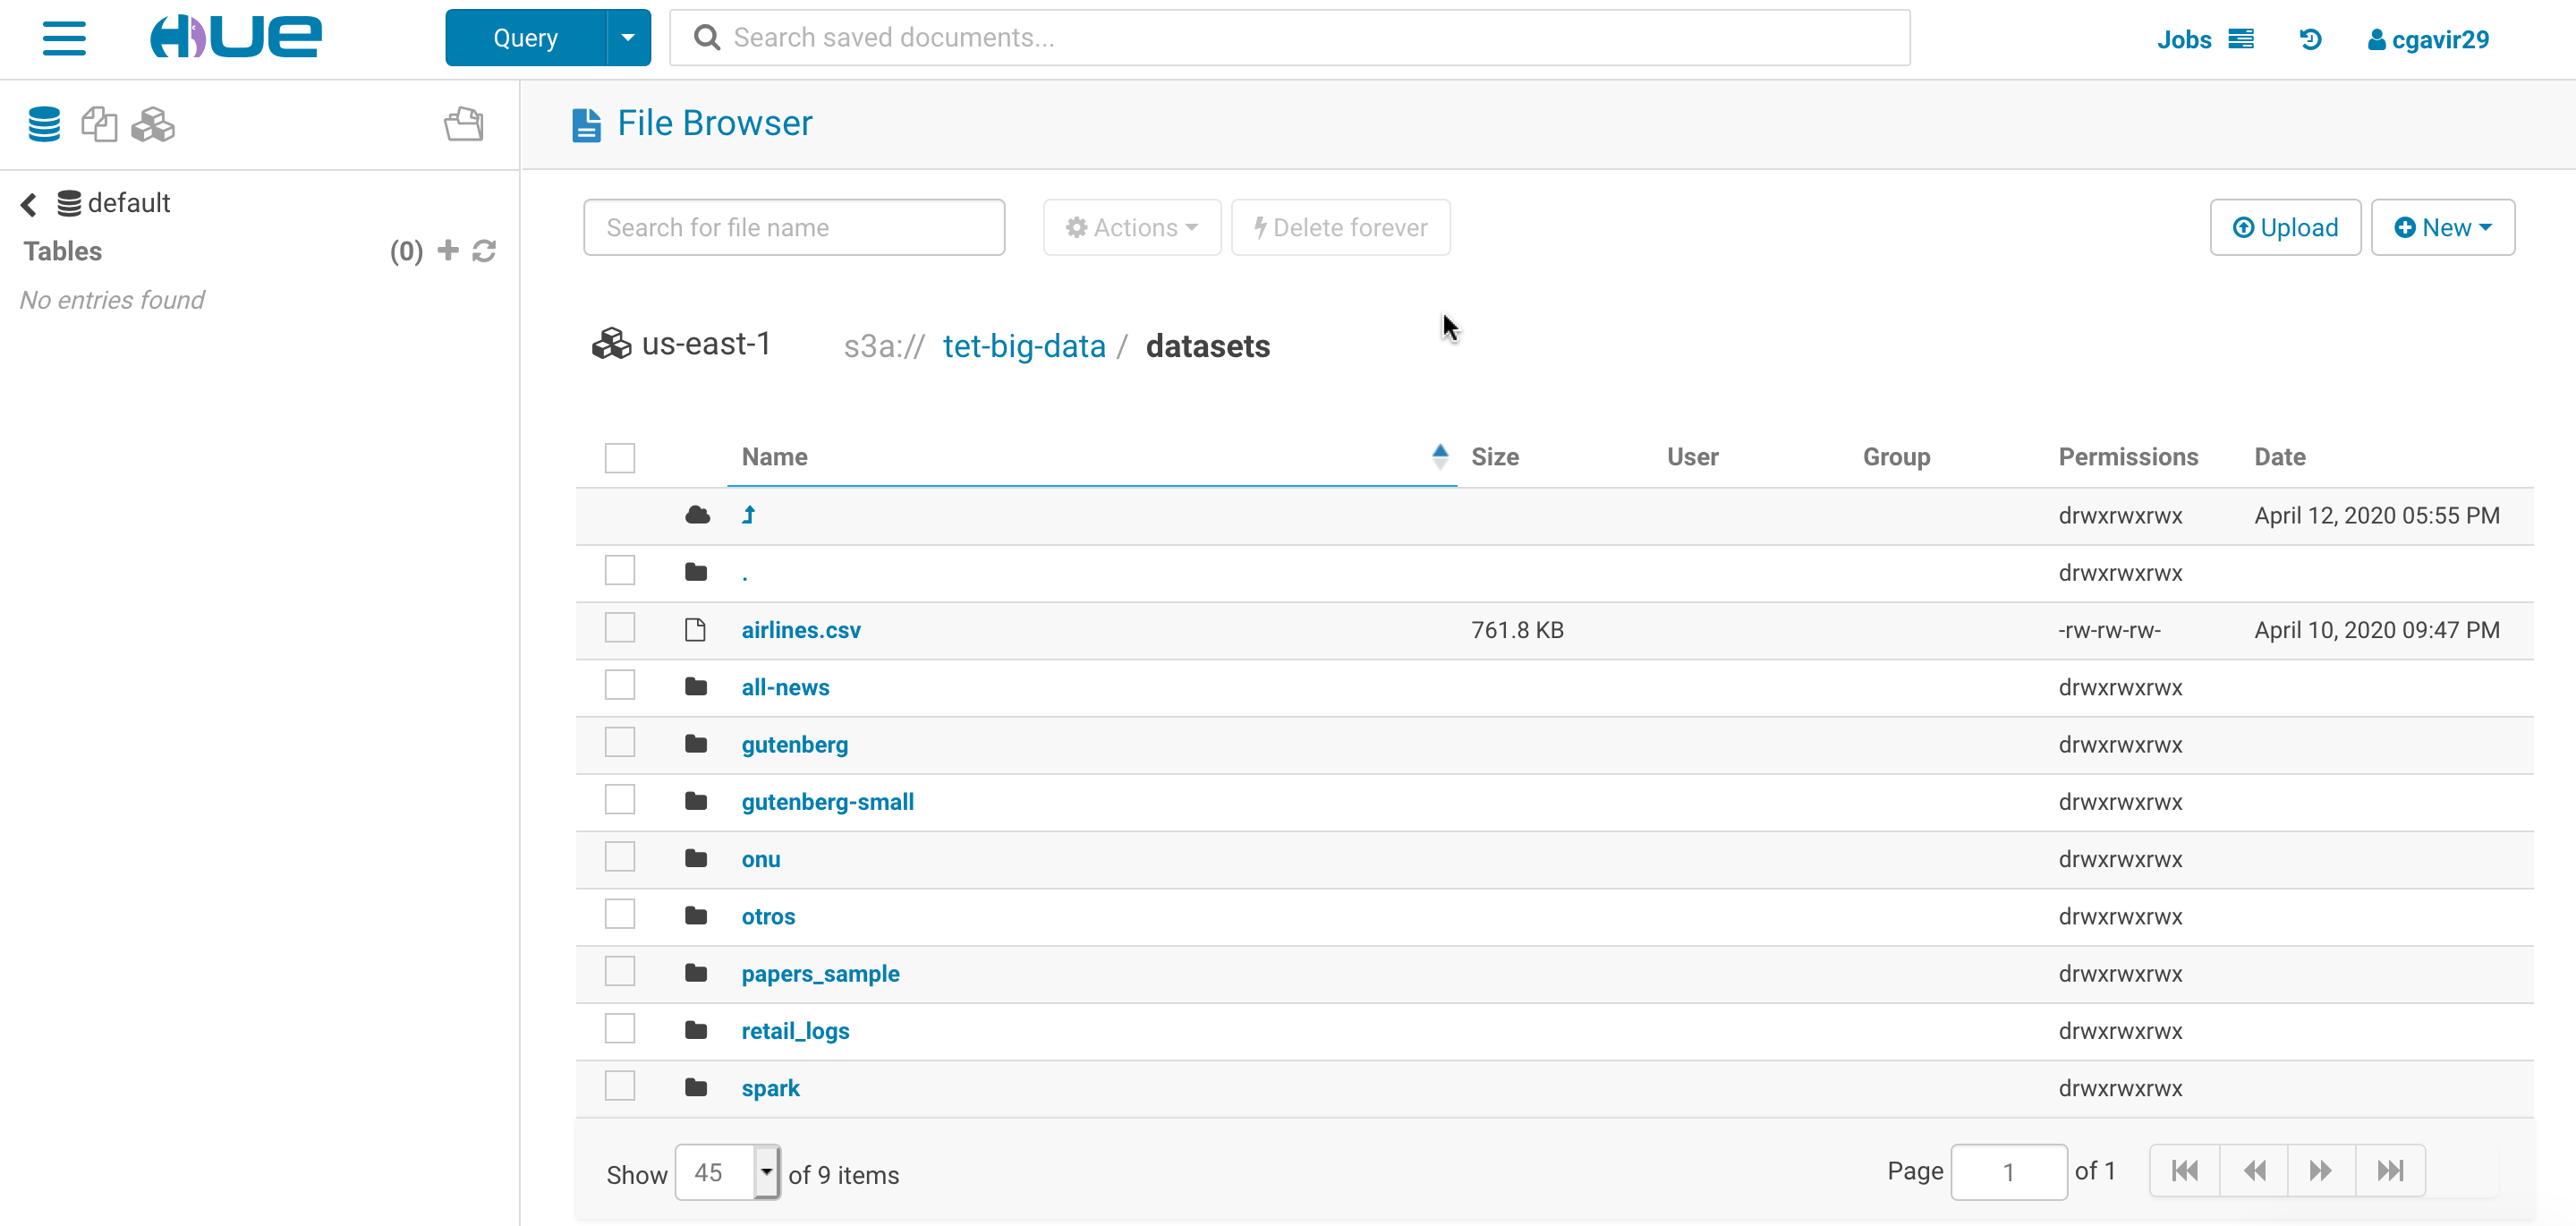 HUE
Query
Search saved documents...
Jobs
cgavir29
File Browser
default
Tables (0)
No entries found
Search for file name
Actions
Delete forever
Upload
New
us-east-1 s3a:// tet-big-data / datasets
Name Size User Group Permissions Date
drwxrwxrwx April 12, 2020 05:55 PM
. drwxrwxrwx
airlines.csv 761.8 KB -rw-rw-rw- April 10, 2020 09:47 PM
all-news drwxrwxrwx
gutenberg drwxrwxrwx
gutenberg-small drwxrwxrwx
onu drwxrwxrwx
otros drwxrwxrwx
papers_sample drwxrwxrwx
retail_logs drwxrwxrwx
spark drwxrwxrwx
Show 45 of 9 items Page 1 of 1